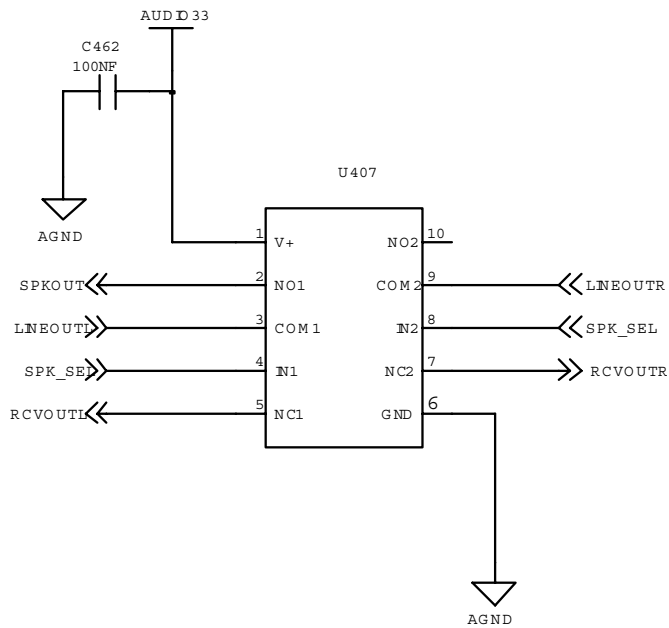 AUDIO33
C462
100NF
AGND
U407
1 V+ NO2 10
SPKOUT 2 NO1 COM2 9 LINEOUTR
LINEOUTL 3 COM1 IN2 8 SPK_SEL
SPK_SEL 4 IN1 NC2 7 RCVOUTR
RCVOUTL 5 NC1 GND 6
AGND